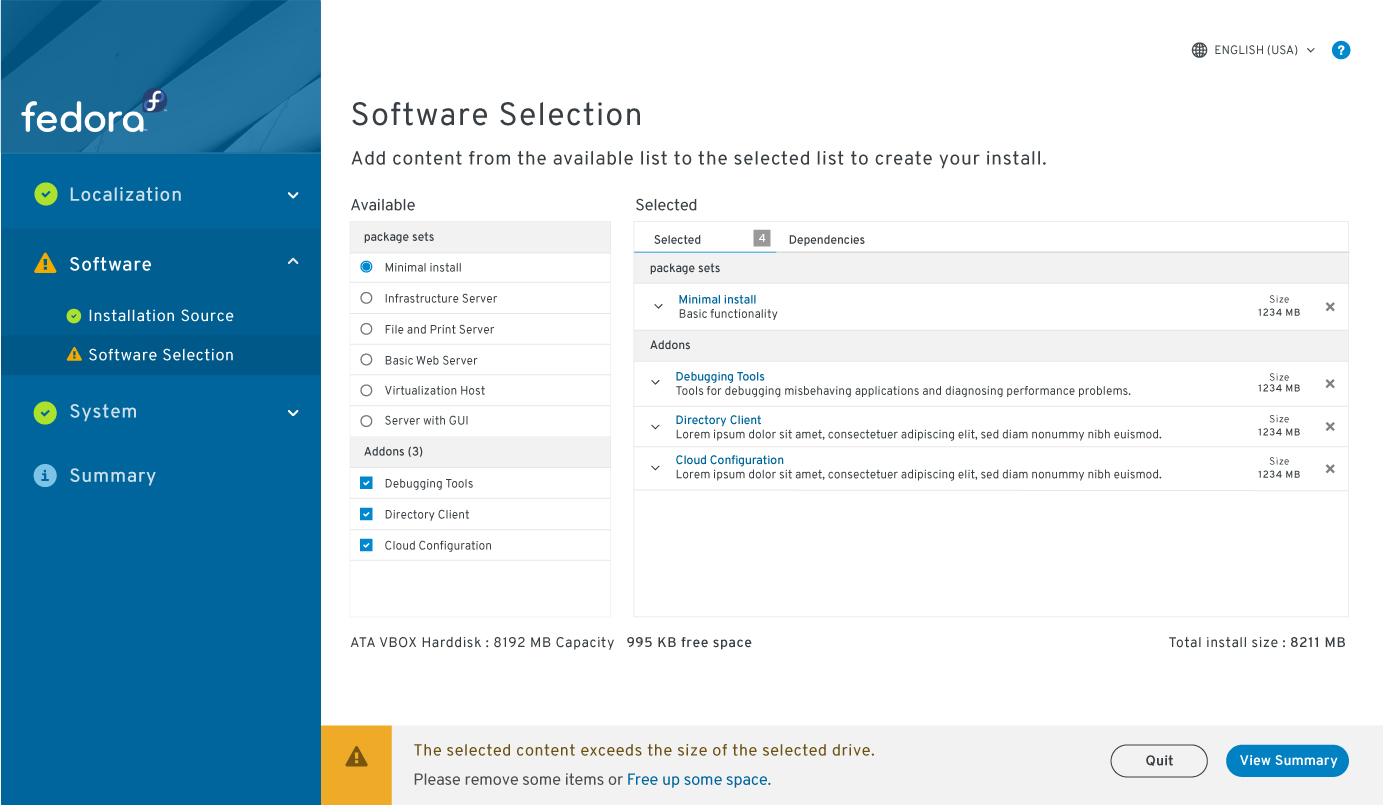 fedora
ENGLISH (USA)
?
Localization
Software
Installation Source
Software Selection
System
Summary
Software Selection
Add content from the available list to the selected list to create your install.
Available
package sets
Minimal install
Infrastructure Server
File and Print Server
Basic Web Server
Virtualization Host
Server with GUI
Addons (3)
Debugging Tools
Directory Client
Cloud Configuration
Selected
Selected 4 Dependencies
package sets
Minimal install
Basic functionality
Size
1234 MB
Addons
Debugging Tools
Tools for debugging misbehaving applications and diagnosing performance problems.
Size
1234 MB
Directory Client
Lorem ipsum dolor sit amet, consectetuer adipiscing elit, sed diam nonummy nibh euismod.
Size
1234 MB
Cloud Configuration
Lorem ipsum dolor sit amet, consectetuer adipiscing elit, sed diam nonummy nibh euismod.
Size
1234 MB
ATA VBOX Harddisk : 8192 MB Capacity 995 KB free space
Total install size : 8211 MB
The selected content exceeds the size of the selected drive.
Please remove some items or Free up some space.
Quit
View Summary